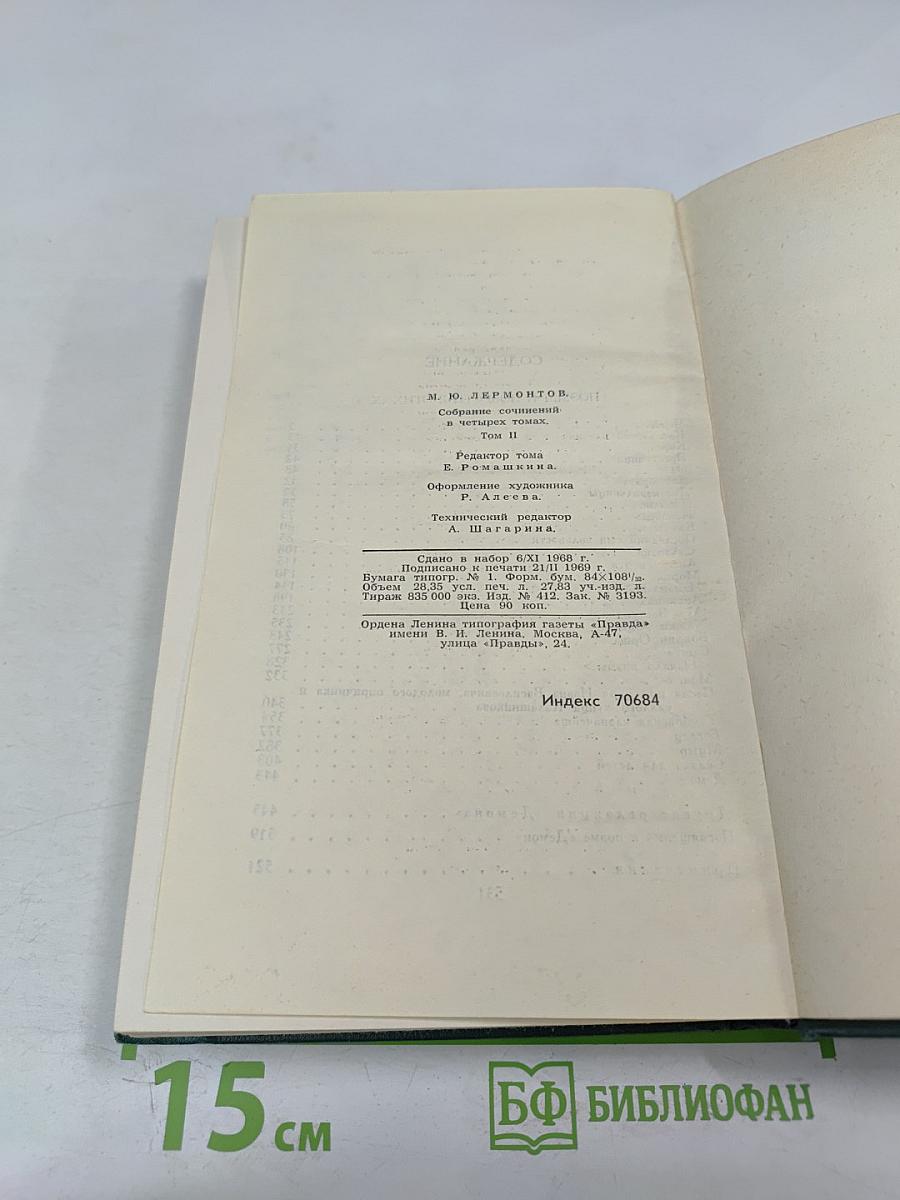 М. Ю. ЛЕРМОНТОВ.
Собрание сочинений
в четырех томах.
Том II
Редактор тома
Е. Ромашкина.
Оформление художника
Р. Алеева.
Технический редактор
А. Шагарина.
Сдано в набор 6/XI 1968 г.
Подписано к печати 21/II 1969 г.
Бумага типогр. № 1. Форм. бум. 84×108¹/₃₂.
Объем 28,35 усл. печ. л. 27,83 уч.-изд. л.
Тираж 835 000 экз. Изд. № 412. Зак. № 3193.
Цена 90 коп.
Ордена Ленина типография газеты «Правда»
имени В. И. Ленина. Москва, А-47,
улица «Правды», 24.
Индекс 70684
15 см
БФ БИБЛИОФАН